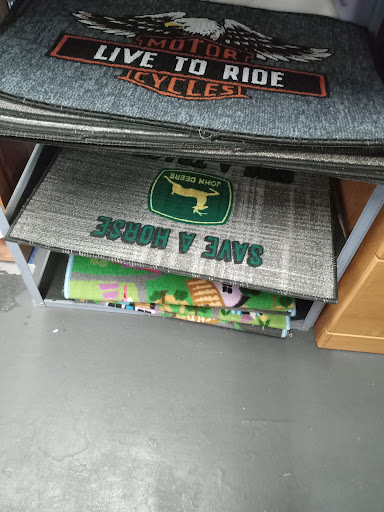 MOTOR
LIVE TO RIDE
CYCLES
JOHN DEERE
SAVE A HORSE